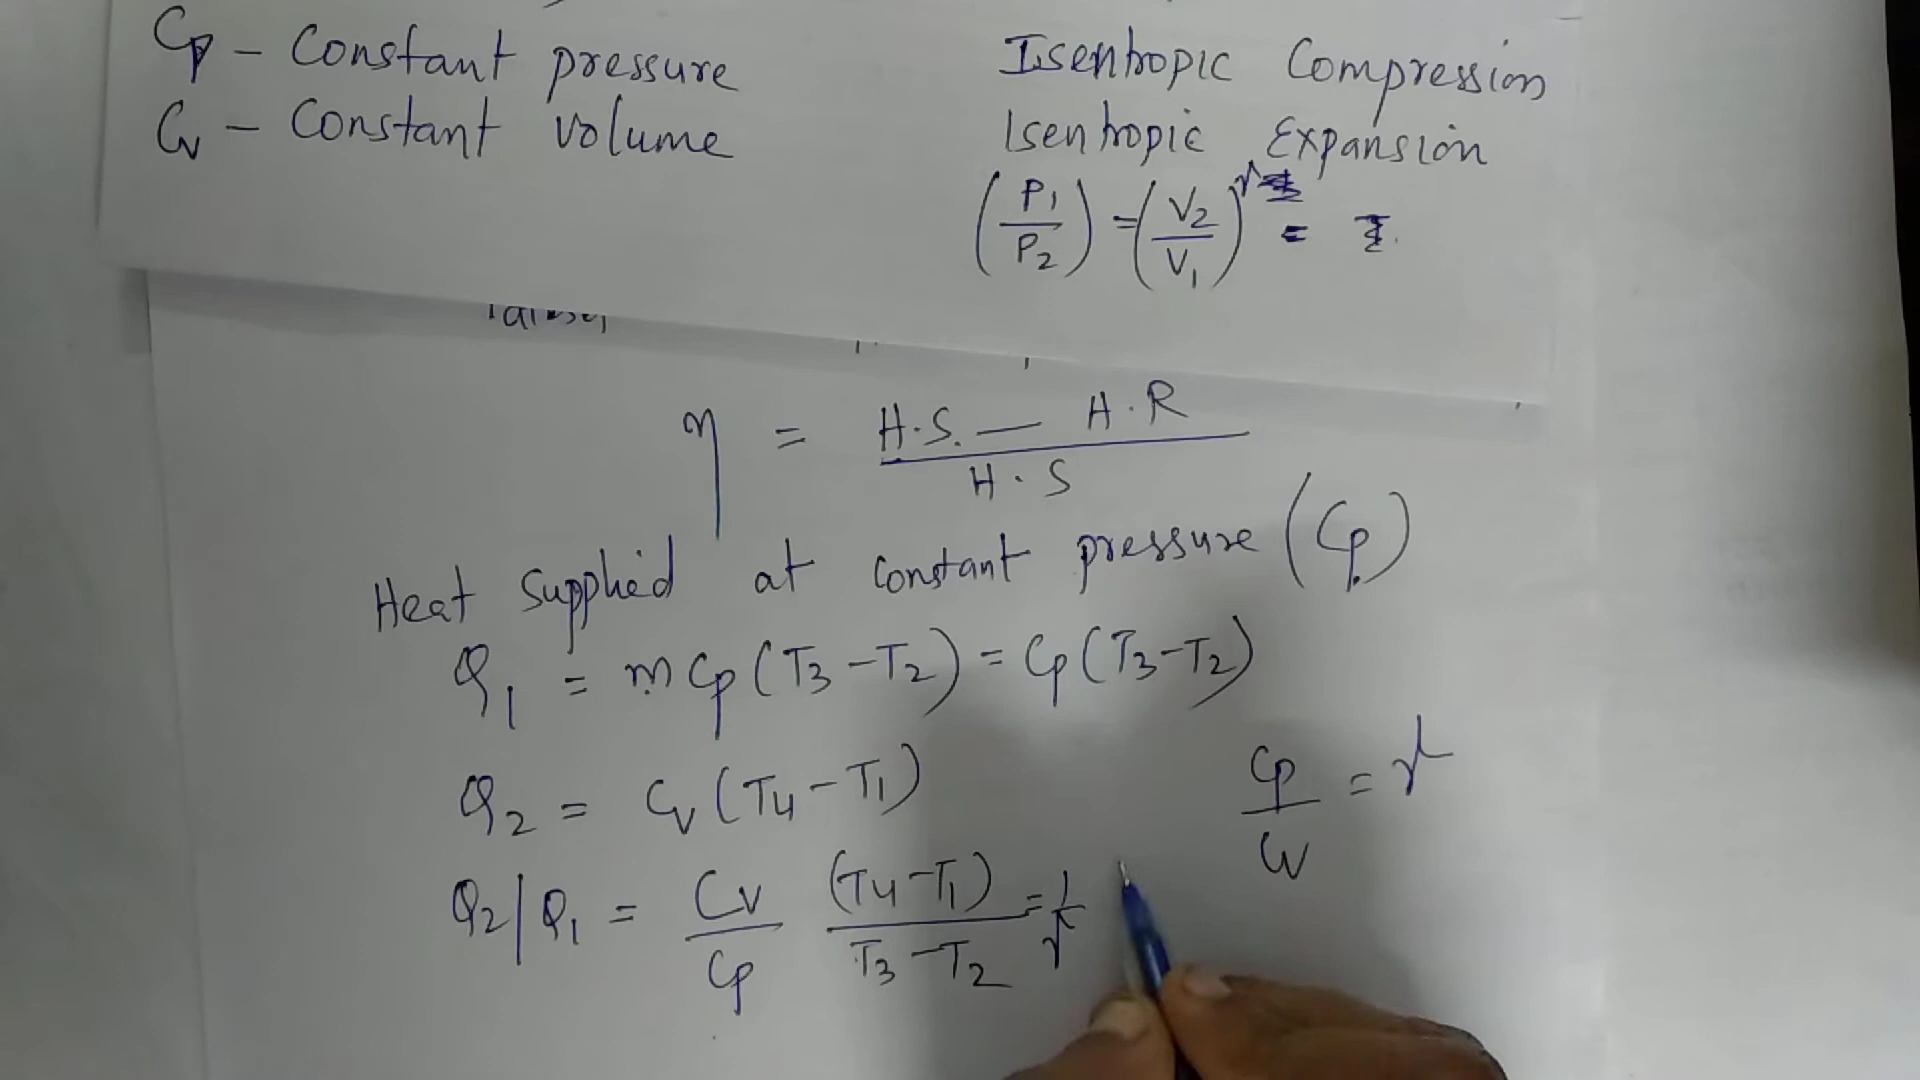 Cp - Constant pressure
Cv - Constant volume
Isentropic Compression
Isentropic Expansion
(P1/P2) = (V2/V1)^γ =
η = H.S. - H.R / H.S
Heat Supplied at constant pressure (Cp)
Q1 = m Cp (T3 - T2) = Cp (T3 - T2)
Q2 = Cv (T4 - T1)
Cp/Cv = γ
Q2/Q1 = Cv/Cp (T4 - T1)/T3 - T2 = 1/γ